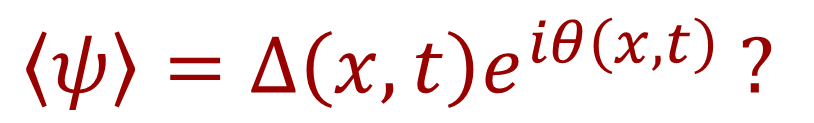 ⟨ψ⟩ = Δ(x, t)e^{iθ(x,t)} ?